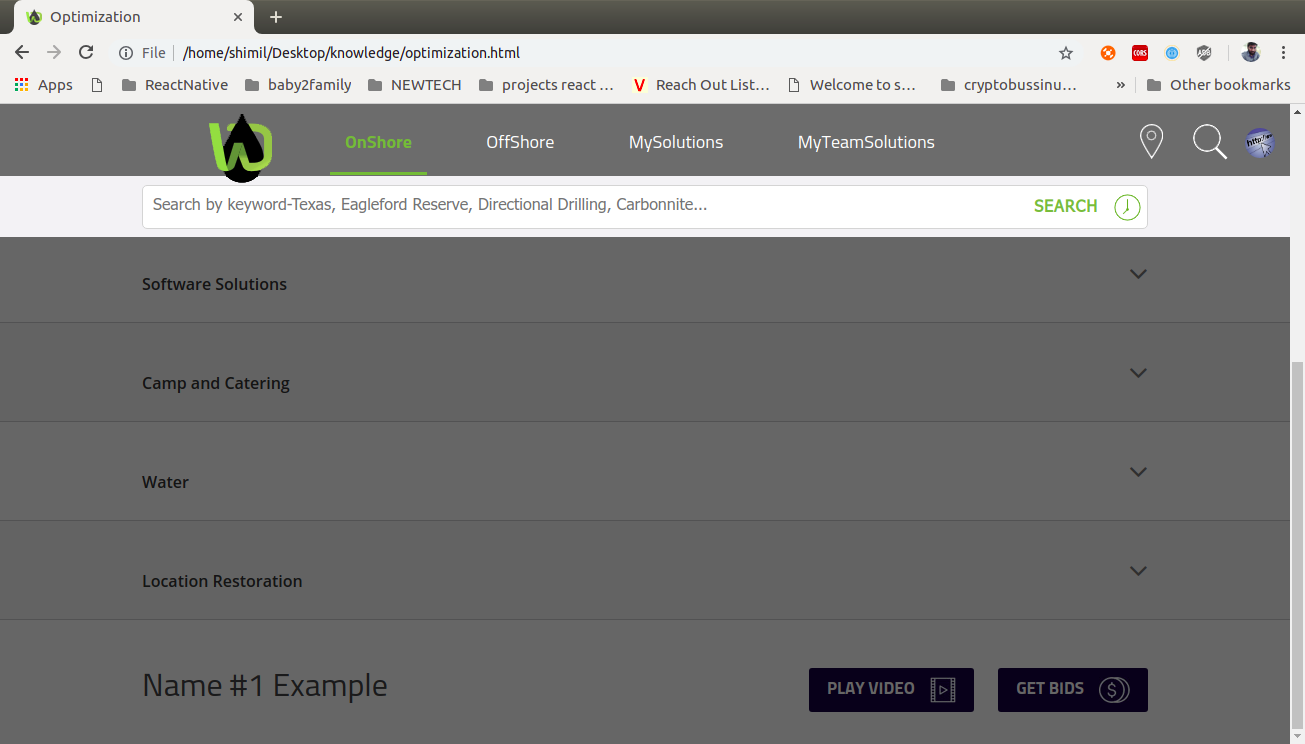 Optimization
File /home/shimil/Desktop/knowledge/optimization.html
CORS
ABP
Apps ReactNative baby2family NEWTECH projects react ... V Reach Out List... Welcome to s... cryptobussinu... » Other bookmarks
OnShore OffShore MySolutions MyTeamSolutions
Search by keyword-Texas, Eagleford Reserve, Directional Drilling, Carbonnite... SEARCH
Software Solutions
Camp and Catering
Water
Location Restoration
Name #1 Example PLAY VIDEO GET BIDS $